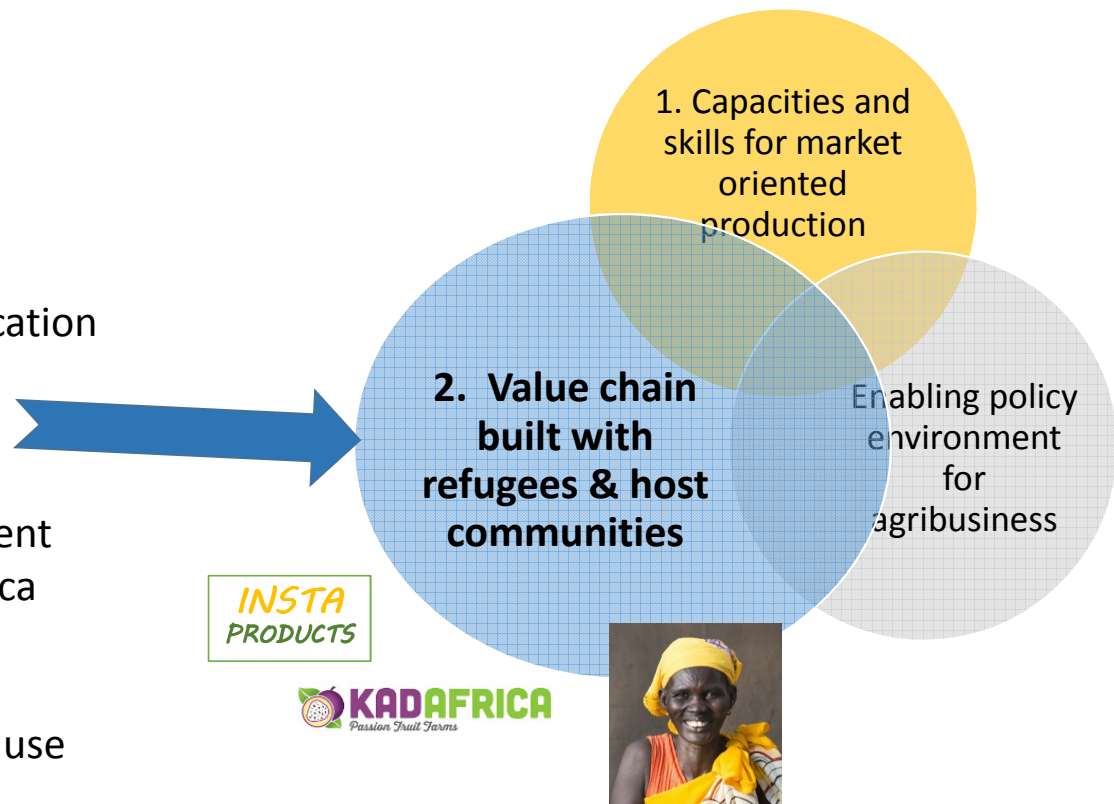 1. Capacities and
skills for market
oriented
production
cation
2. Value chain
built with
refugees & host
communities
Enabling policy
environment
for
agribusiness
ent
ca
INSTA
PRODUCTS
KADAFRICA
Passion Fruit Farms
use